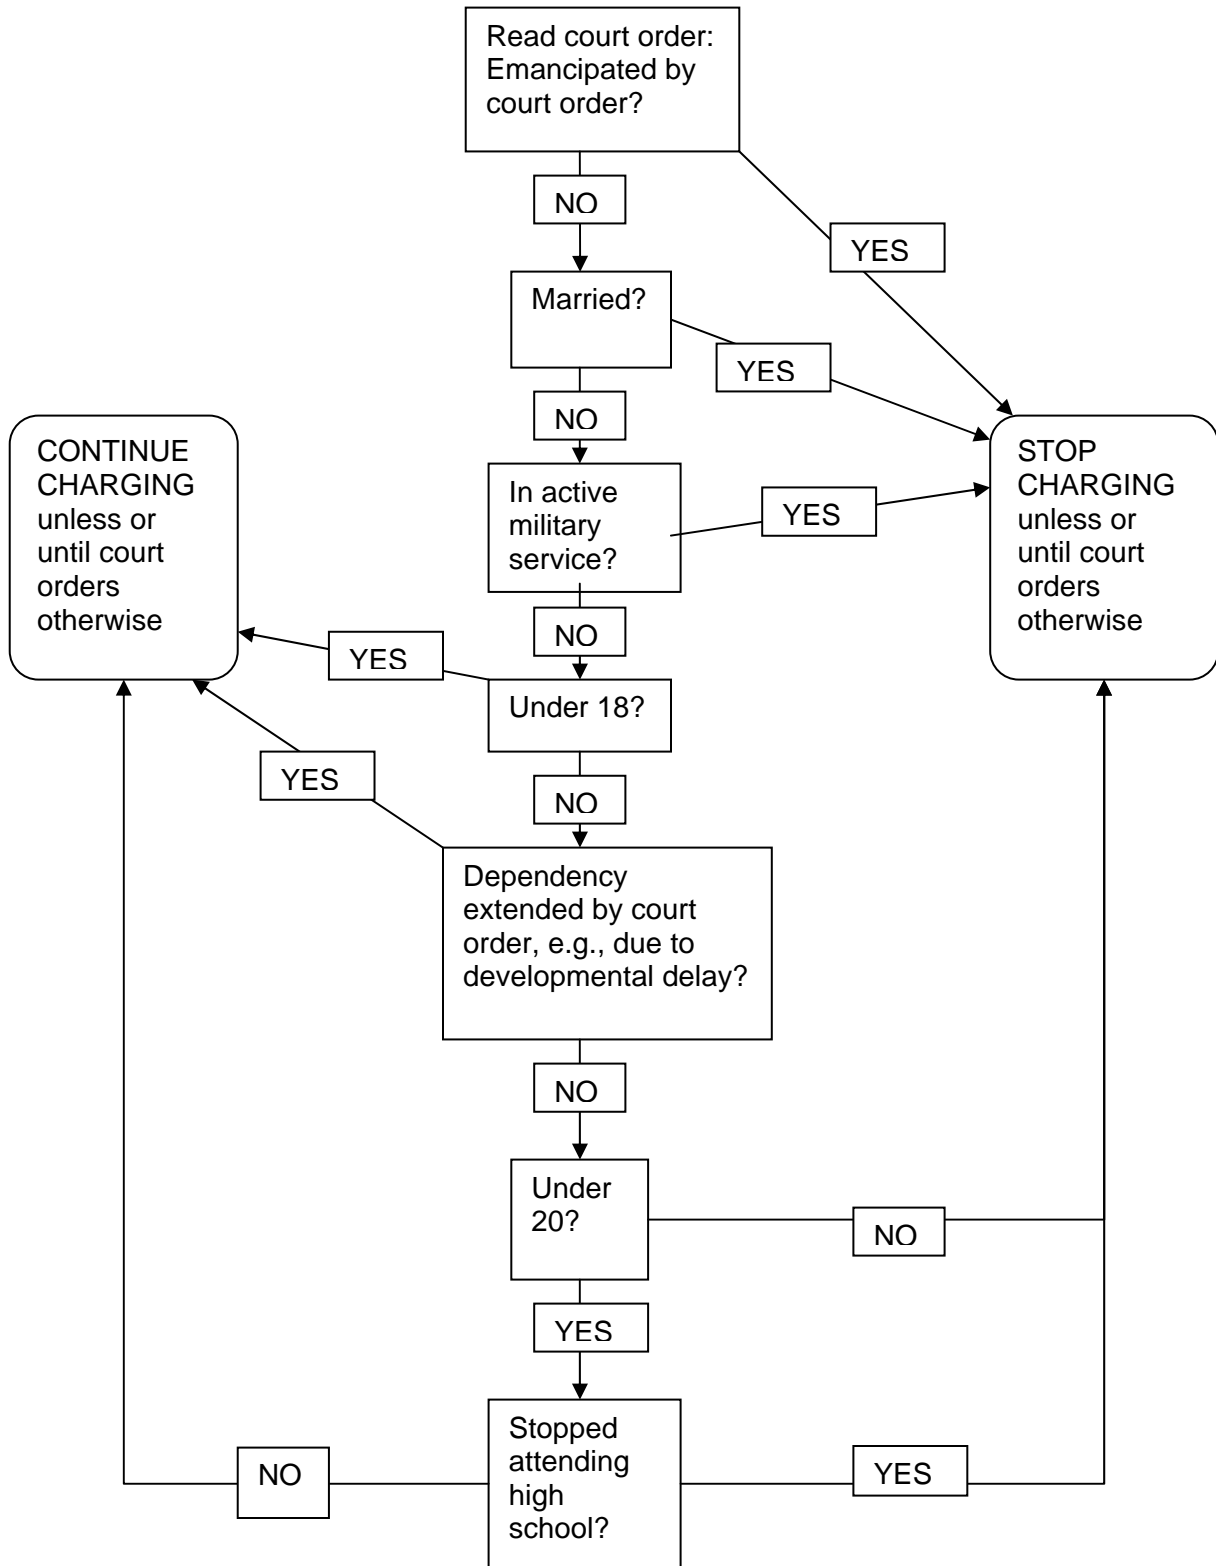 Read court order:
Emancipated by
court order?
NO
YES
Married?
YES
NO
CONTINUE
CHARGING
unless or
until court
orders
otherwise
In active
military
service?
YES
STOP
CHARGING
unless or
until court
orders
otherwise
NO
YES
Under 18?
YES
NO
Dependency
extended by court
order, e.g., due to
developmental delay?
NO
Under
20?
NO
YES
Stopped
attending
high
school?
NO
YES